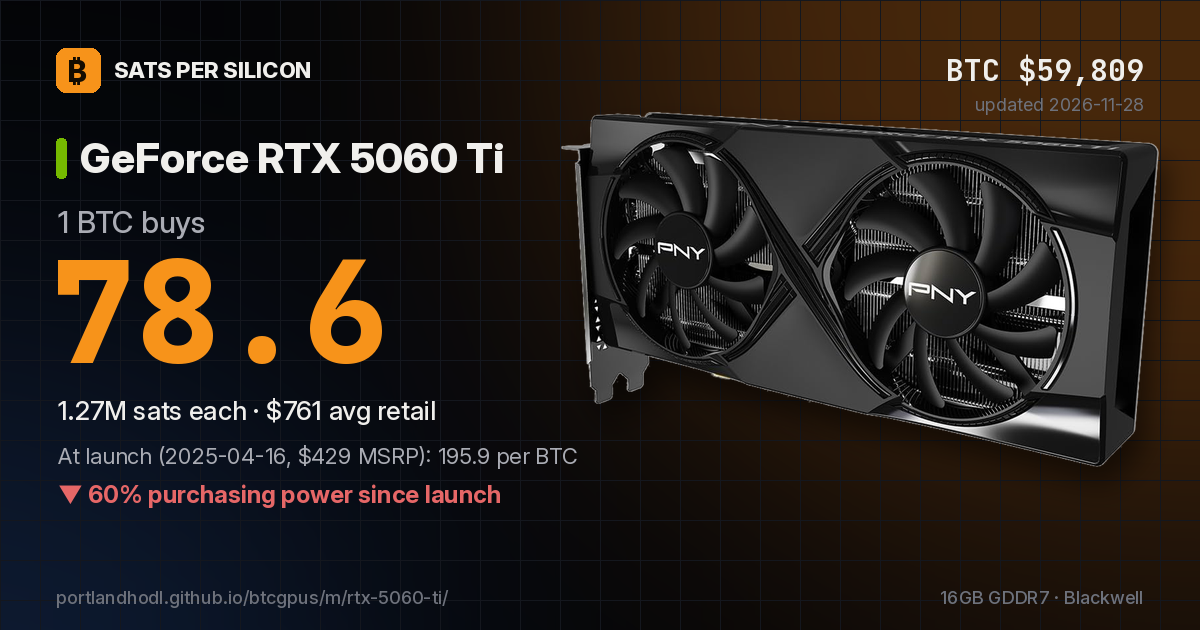 ₿ SATS PER SILICON
BTC $59,809
updated 2026-11-28
GeForce RTX 5060 Ti
1 BTC buys
78.6
1.27M sats each · $761 avg retail
At launch (2025-04-16, $429 MSRP): 195.9 per BTC
▼ 60% purchasing power since launch
PNY
PNY
portlandhodl.github.io/btcgpus/m/rtx-5060-ti/
16GB GDDR7 · Blackwell